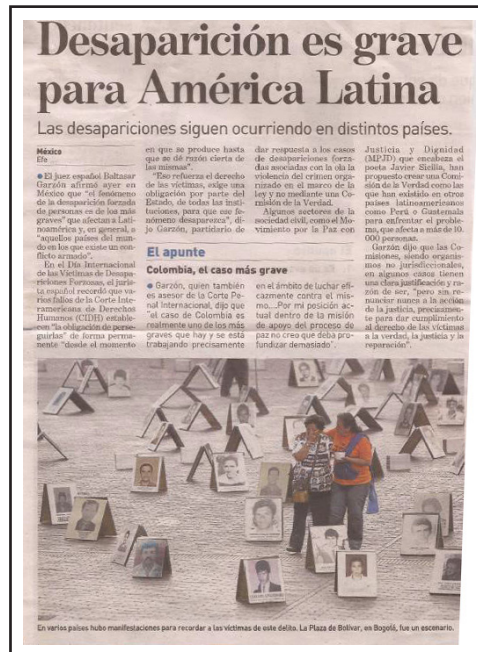 Desaparición es grave
para América Latina
Las desapariciones siguen ocurriendo en distintos países.
México
Efe
● El juez español Baltasar
Garzón afirmó ayer en
México que "el fenómeno
de la desaparición forzada
de personas es de los más
graves" que afectan a Lati-
noamérica y, en general, a
"aquellos países del mun-
do en los que existe un con-
flicto armado".
En el Día Internacional
de las Víctimas de Desapa-
riciones Forzosas, el juris-
ta español recordó que va-
rios fallos de la Corte Inte-
ramericana de Derechos
Humanos (CIDH) estable-
cen "la obligación de perse-
guirlas" de forma perma-
nente "desde el momento
en que se produce hasta
que se dé razón cierta de
las mismas".
"Eso refuerza el derecho
de las víctimas, exige una
obligación por parte del
Estado, de todas las insti-
tuciones, para que ese fe-
nómeno desaparezca", di-
jo Garzón, partidario de
dar respuesta a los casos
de desapariciones forza-
das asociadas con la ola la
violencia del crimen orga-
nizado en el marco de la
ley y no mediante una Co-
misión de la Verdad.
Algunos sectores de la
sociedad civil, como el Mo-
vimiento por la Paz con
Justicia y Dignidad
(MPJD) que encabeza el
poeta Javier Sicilia, han
propuesto crear una Comi-
sión de la Verdad como las
que han existido en otros
países latinoamericanos
como Perú o Guatemala
para enfrentar el proble-
ma, que afecta a más de 10.
000 personas.
Garzón dijo que las Co-
misiones, siendo organis-
mos no jurisdiccionales,
en algunos casos tienen
una clara justificación y ra-
zón de ser, "pero sin re-
nunciar nunca a la acción
de la justicia, precisamen-
te para dar cumplimiento
al derecho de las víctimas
a la verdad, la justicia y la
reparación".
El apunte
Colombia, el caso más grave
● Garzón, quien también
es asesor de la Corte Pe-
nal Internacional, dijo que
"el caso de Colombia es
realmente uno de los más
graves que hay y se está
trabajando precisamente
en el ámbito de luchar efi-
cazmente contra el mis-
mo....Por mi posición ac-
tual dentro de la misión
de apoyo del proceso de
paz no creo que deba pro-
fundizar demasiado".
En varios países hubo manifestaciones para recordar a las víctimas de este delito. La Plaza de Bolívar, en Bogotá, fue un escenario.